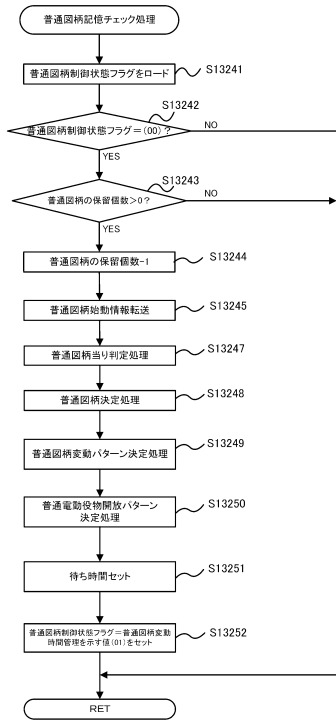 普通図柄記憶チェック処理
普通図柄制御状態フラグをロード
S13241
S13242
普通図柄制御状態フラグ=(00)?
NO
YES
S13243
普通図柄の保留個数>0?
NO
YES
普通図柄の保留個数-1
S13244
普通図柄始動情報転送
S13245
普通図柄当り判定処理
S13247
普通図柄決定処理
S13248
普通図柄変動パターン決定処理
S13249
普通電動役物開放パターン
決定処理
S13250
待ち時間セット
S13251
普通図柄制御状態フラグ=普通図柄変動
時間管理を示す値(01)をセット
S13252
RET